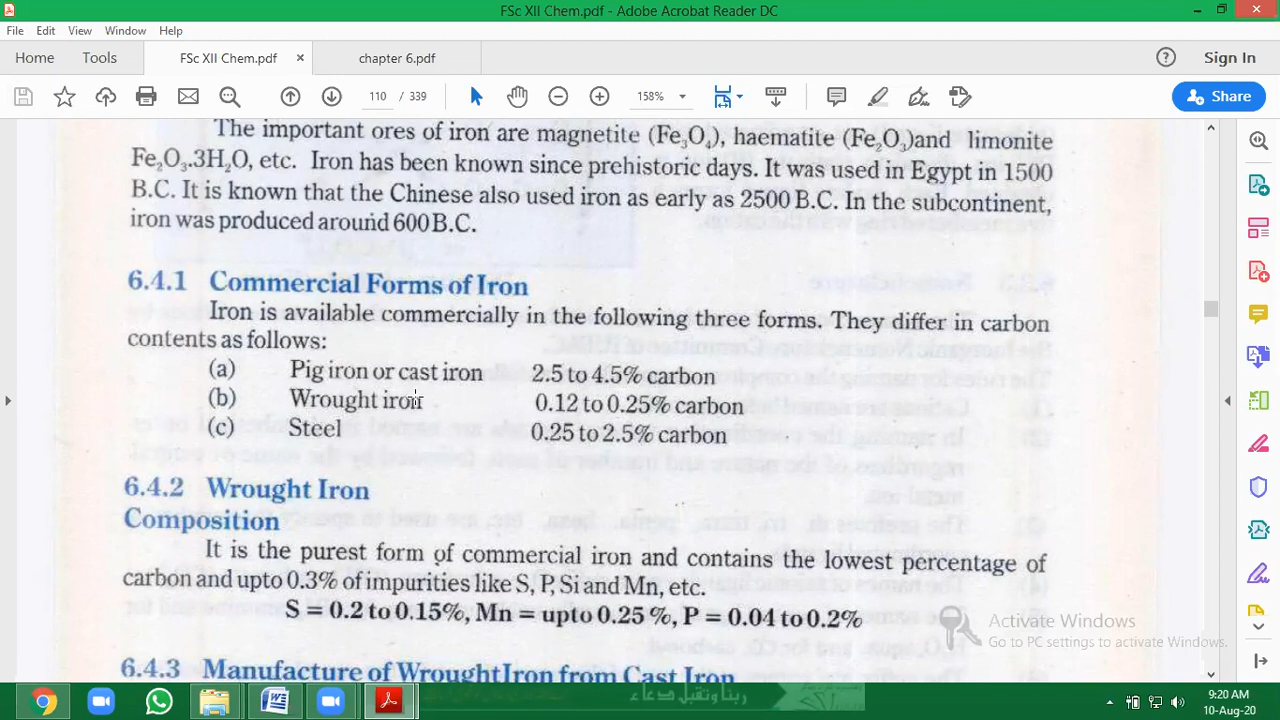 FSc XII Chem.pdf - Adobe Acrobat Reader DC
File Edit View Window Help
Home Tools FSc XII Chem.pdf × chapter 6.pdf Sign In
110 / 339 158% Share
The important ores of iron are magnetite (Fe₃O₄), haematite (Fe₂O₃)and limonite
Fe₂O₃.3H₂O, etc. Iron has been known since prehistoric days. It was used in Egypt in 1500
B.C. It is known that the Chinese also used iron as early as 2500 B.C. In the subcontinent,
iron was produced around 600 B.C.
6.4.1 Commercial Forms of Iron
Iron is available commercially in the following three forms. They differ in carbon
contents as follows:
(a) Pig iron or cast iron 2.5 to 4.5% carbon
(b) Wrought iron 0.12 to 0.25% carbon
(c) Steel 0.25 to 2.5% carbon
6.4.2 Wrought Iron
Composition
It is the purest form of commercial iron and contains the lowest percentage of
carbon and upto 0.3% of impurities like S, P, Si and Mn, etc.
S = 0.2 to 0.15%, Mn = upto 0.25%, P = 0.04 to 0.2%
6.4.3 Manufacture of Wrought Iron from Cast Iron
Activate Windows
Go to PC settings to activate Windows.
ربنا وتقبل دعاء
9:20 AM
10-Aug-20